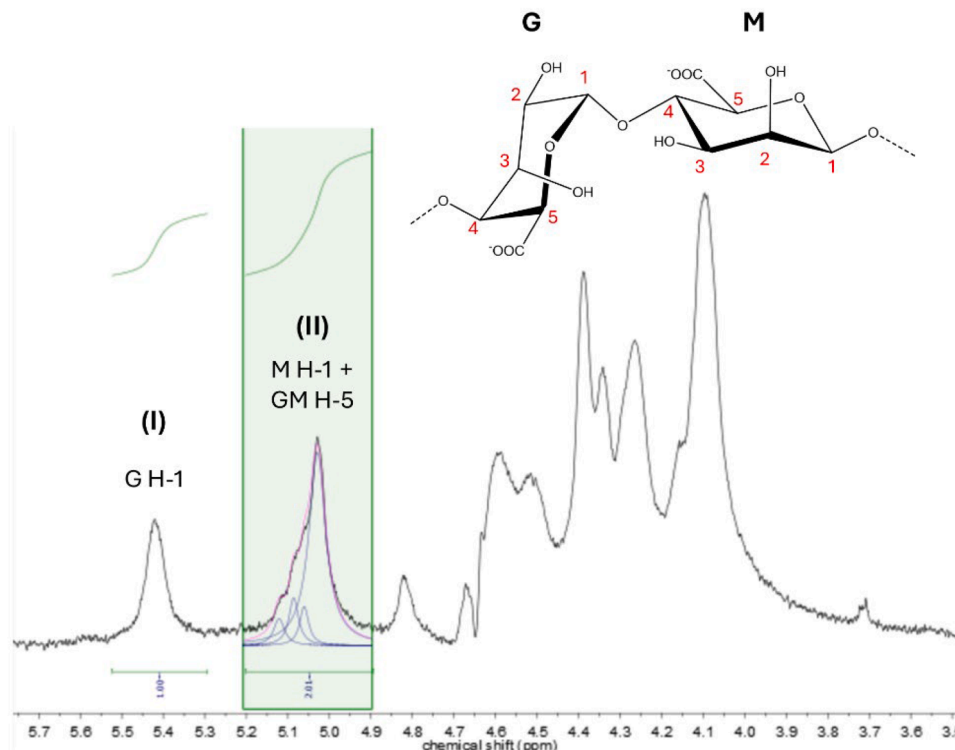 G
M
OH
1
2
3
4
5
O
O
OH
O
⁻OOC
⁻OOC
OH
O
O
HO
1
2
3
4
5
(I)
G H-1
(II)
M H-1 +
GM H-5
1.00
2.01
5.7 5.6 5.5 5.4 5.3 5.2 5.1 5.0 4.9 4.8 4.7 4.6 4.5 4.4 4.3 4.2 4.1 4.0 3.9 3.8 3.7 3.6
chemical shift (ppm)